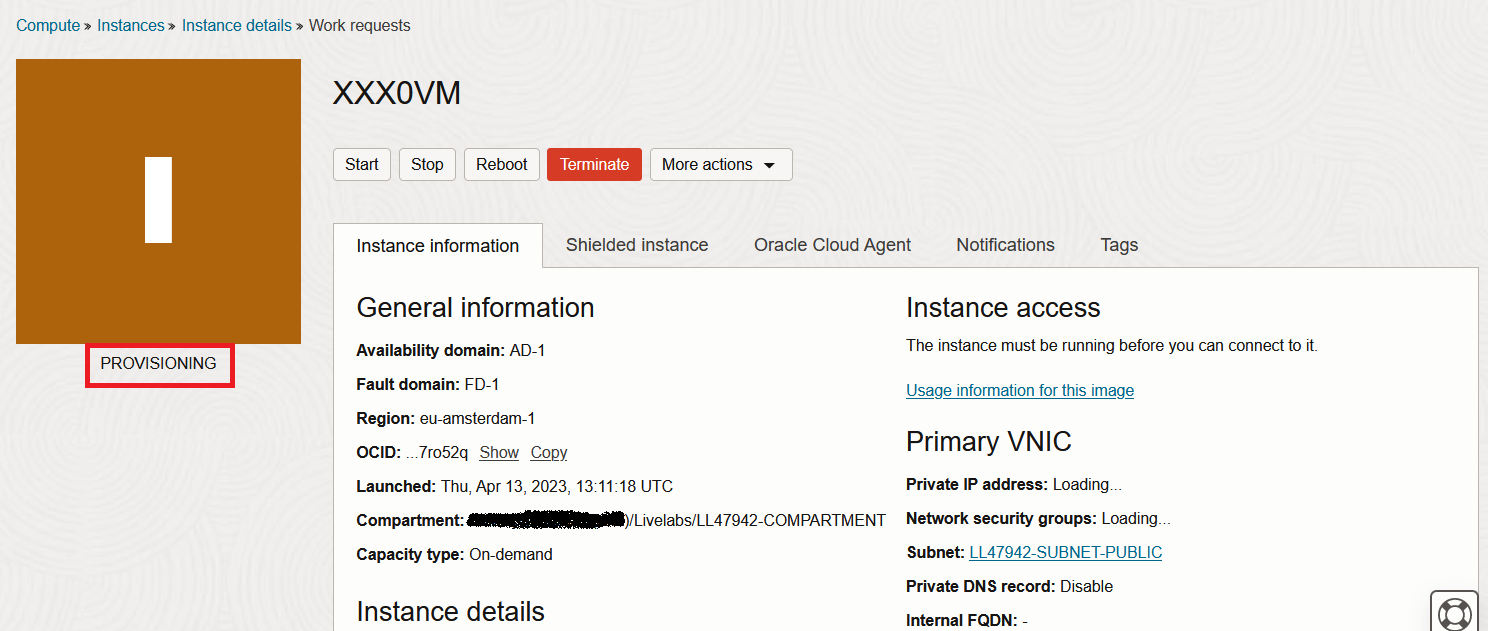 Compute » Instances » Instance details » Work requests
I
PROVISIONING
XXX0VM
Start Stop Reboot Terminate More actions
Instance information Shielded instance Oracle Cloud Agent Notifications Tags
General information
Availability domain: AD-1
Fault domain: FD-1
Region: eu-amsterdam-1
OCID: ...7ro52q Show Copy
Launched: Thu, Apr 13, 2023, 13:11:18 UTC
Compartment: )/Livelabs/LL47942-COMPARTMENT
Capacity type: On-demand
Instance details
Instance access
The instance must be running before you can connect to it.
Usage information for this image
Primary VNIC
Private IP address: Loading...
Network security groups: Loading...
Subnet: LL47942-SUBNET-PUBLIC
Private DNS record: Disable
Internal FQDN: -